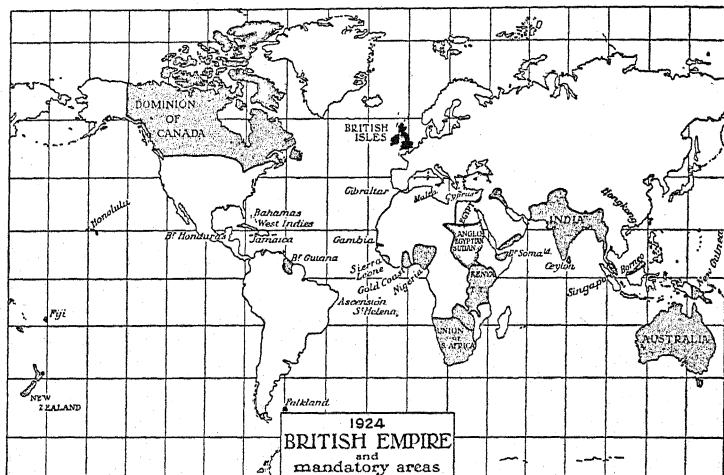 DOMINION
OF
CANADA
BRITISH
ISLES
Gibraltar
Malta
Cyprus
Honolulu
Bahamas
West Indies
Br Honduras
Jamaica
Gambia
ANGLO
EGYPTIAN
SUDAN
INDIA
Hongkong
Br Guiana
Sierra
Leone
Gold Coast
Nigeria
Br Somald.
Ceylon
KENYA
Singapo
Borneo
New Guinea
Ascension
St Helena
Fiji
UNION
OF
S. AFRICA
AUSTRALIA
NEW
ZEALAND
Falkland
1924
BRITISH EMPIRE
and
mandatory areas